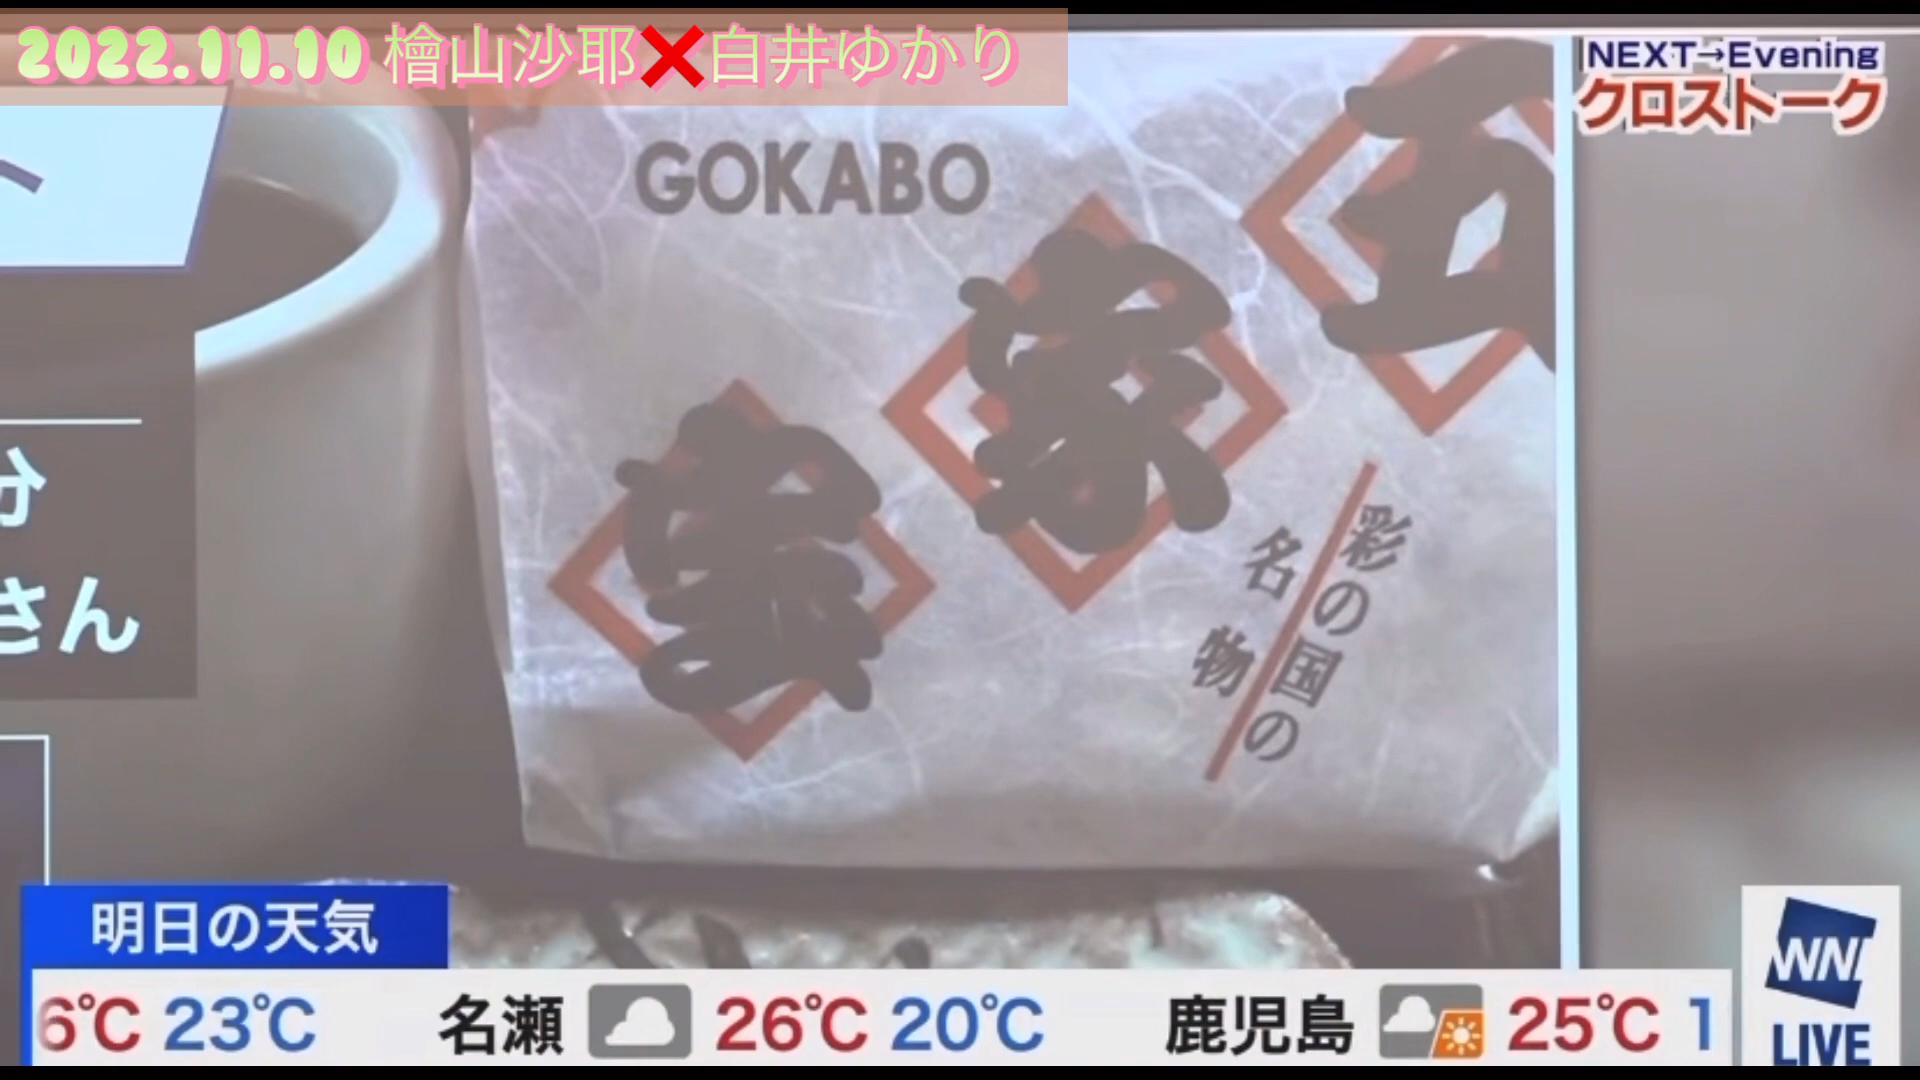 2022.11.10 檜山沙耶❌白井ゆかり
NEXT→Evening
クロストーク
へ
GOKABO
五
家
宝
彩の国の
名物
分
さん
明日の天気
6℃ 23℃ 名瀬 26℃ 20℃ 鹿児島 25℃ 1
WNI
LIVE